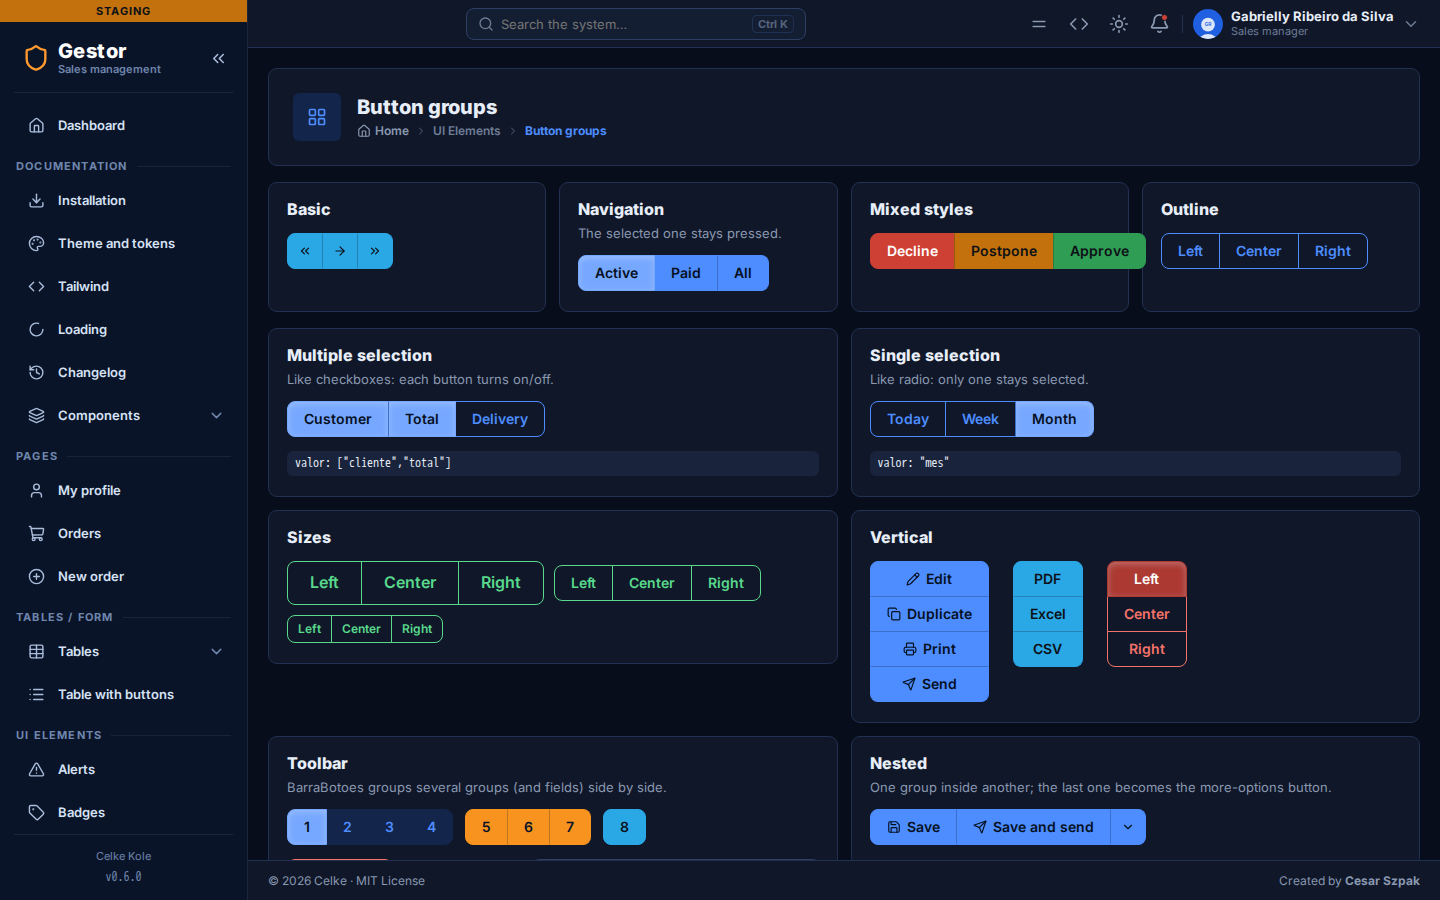 STAGING
Gestor
Sales management
Dashboard
DOCUMENTATION
Installation
Theme and tokens
Tailwind
Loading
Changelog
Components
PAGES
My profile
Orders
New order
TABLES / FORM
Tables
Table with buttons
UI ELEMENTS
Alerts
Badges
Celke Kole
v0.6.0
Search the system...
Ctrl K
GR
Gabrielly Ribeiro da Silva
Sales manager
Button groups
Home
UI Elements
Button groups
Basic
Navigation
The selected one stays pressed.
Active
Paid
All
Mixed styles
Decline
Postpone
Approve
Outline
Left
Center
Right
Multiple selection
Like checkboxes: each button turns on/off.
Customer
Total
Delivery
valor: ["cliente","total"]
Single selection
Like radio: only one stays selected.
Today
Week
Month
valor: "mes"
Sizes
Left
Center
Right
Left
Center
Right
Left
Center
Right
Vertical
Edit
Duplicate
Print
Send
PDF
Excel
CSV
Left
Center
Right
Toolbar
BarraBotoes groups several groups (and fields) side by side.
1
2
3
4
5
6
7
8
Nested
One group inside another; the last one becomes the more-options button.
Save
Save and send
© 2026 Celke · MIT License
Created by Cesar Szpak